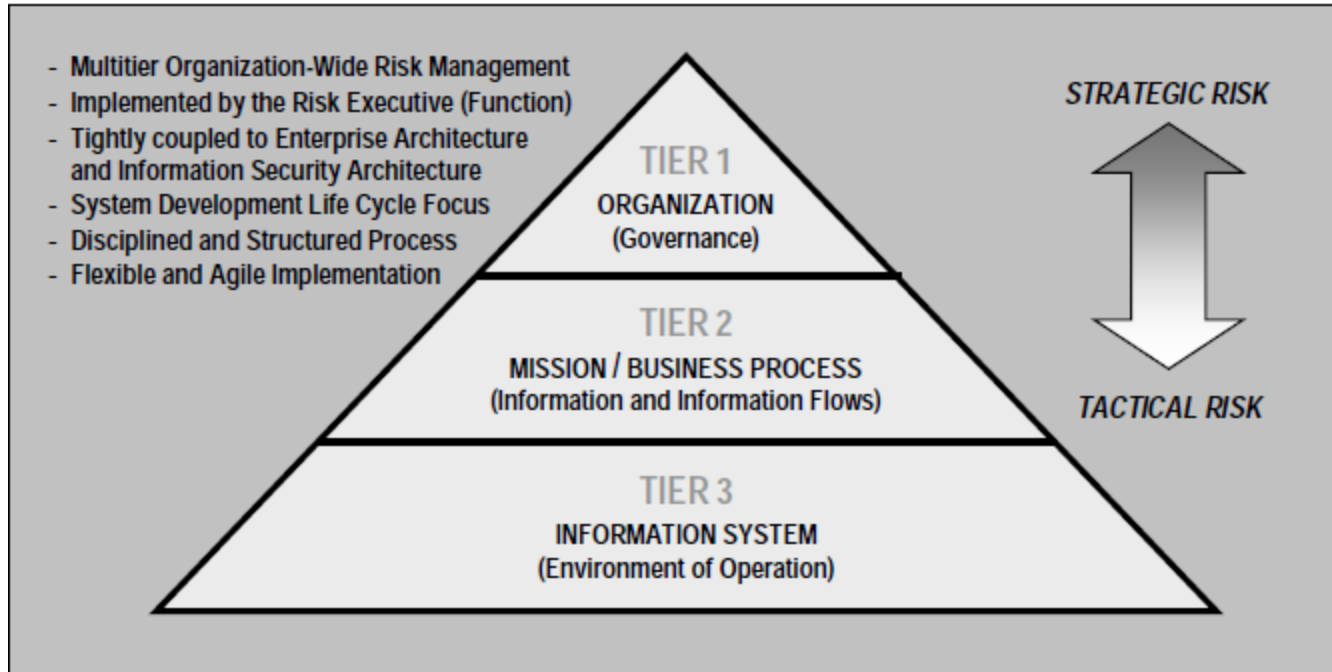 - Multitier Organization-Wide Risk Management
- Implemented by the Risk Executive (Function)
- Tightly coupled to Enterprise Architecture
and Information Security Architecture
- System Development Life Cycle Focus
- Disciplined and Structured Process
- Flexible and Agile Implementation
TIER 1
ORGANIZATION
(Governance)
TIER 2
MISSION / BUSINESS PROCESS
(Information and Information Flows)
TIER 3
INFORMATION SYSTEM
(Environment of Operation)
STRATEGIC RISK
TACTICAL RISK